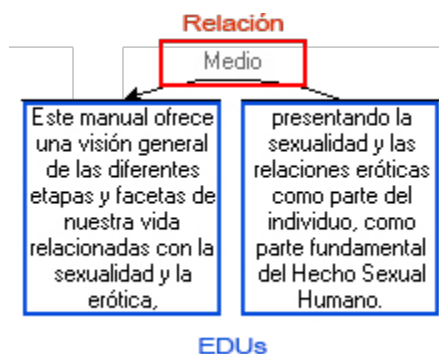 Relación
Medio
Este manual ofrece
una visión general
de las diferentes
etapas y facetas de
nuestra vida
relacionadas con la
sexualidad y la
erótica,
presentando la
sexualidad y las
relaciones eróticas
como parte del
individuo, como
parte fundamental
del Hecho Sexual
Humano.
EDUs